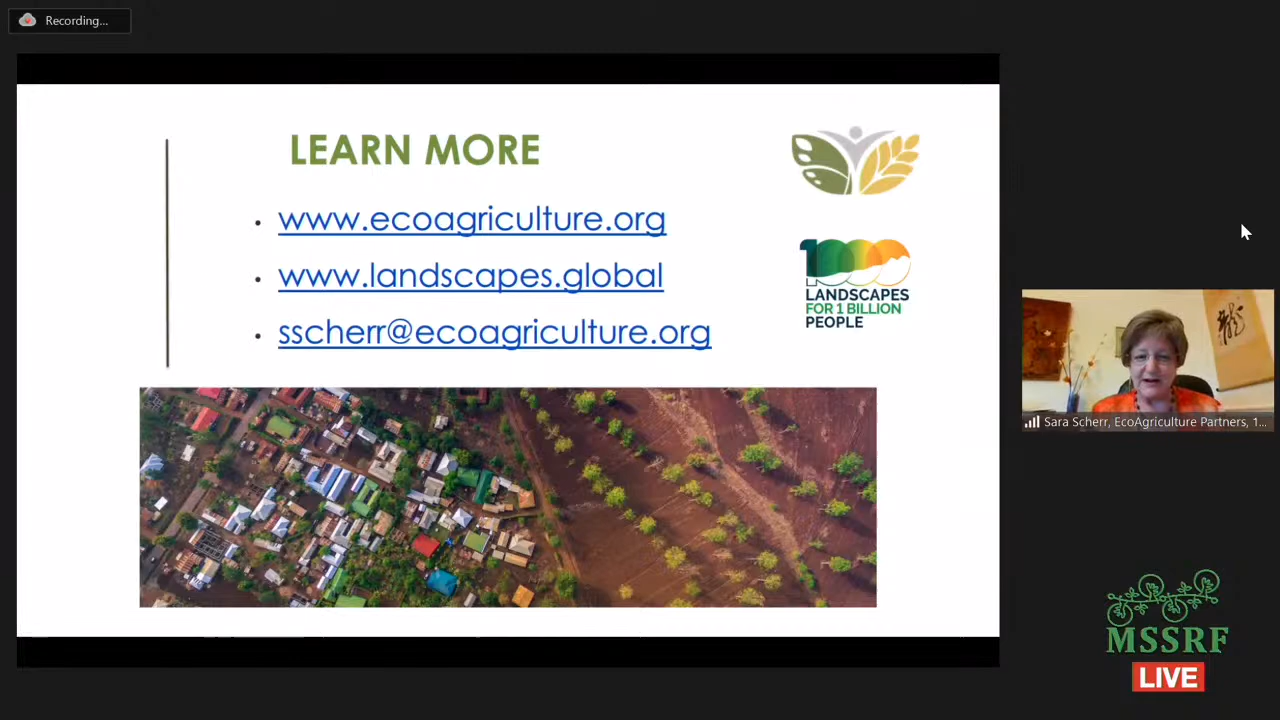 Recording...
LEARN MORE
• www.ecoagriculture.org
• www.landscapes.global
• sscherr@ecoagriculture.org
1000
LANDSCAPES
FOR 1 BILLION
PEOPLE
龍
Sara Scherr, EcoAgriculture Partners, 1...
MSSRF
LIVE